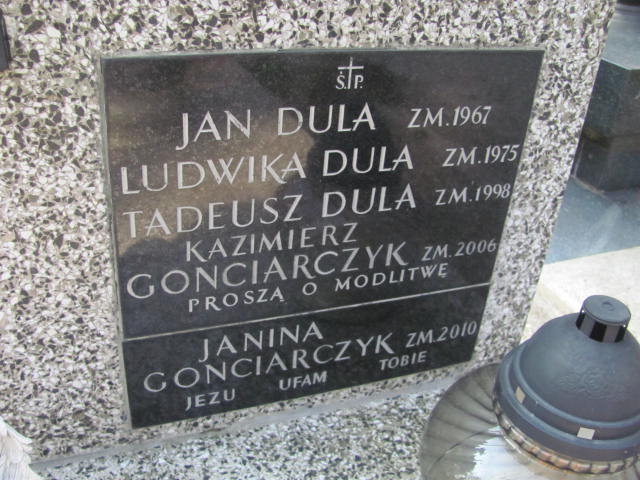 Ś.P.
JAN DULA ZM.1967
LUDWIKA DULA ZM.1975
TADEUSZ DULA ZM.1998
KAZIMIERZ
GONCIARCZYK ZM.2006
PROSZĄ O MODLITWĘ
JANINA
GONCIARCZYK ZM.2010
JEZU UFAM TOBIE